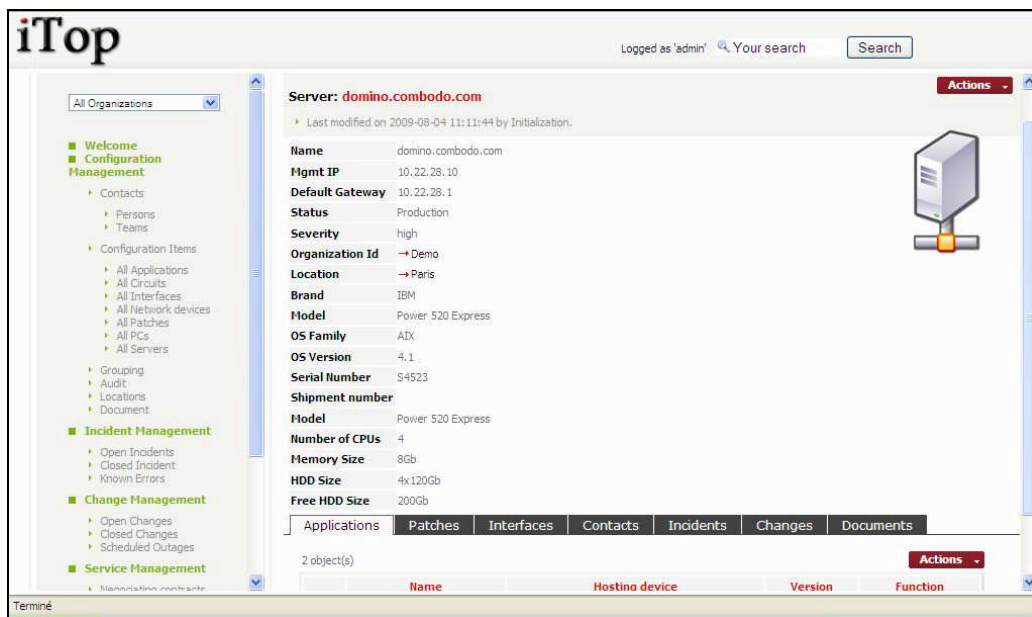 iTop
Logged as 'admin' Your search Search
All Organizations
Welcome
Configuration
Management
Contacts
Persons
Teams
Configuration Items
All Applications
All Circuits
All Interfaces
All Network devices
All Patches
All PCs
All Servers
Grouping
Audit
Locations
Document
Incident Management
Open Incidents
Closed Incident
Known Errors
Change Management
Open Changes
Closed Changes
Scheduled Outages
Service Management
Negociating contracts
Actions
Server: domino.combodo.com
Last modified on 2009-08-04 11:11:44 by Initialization.
Name domino.combodo.com
Mgmt IP 10.22.28.10
Default Gateway 10.22.28.1
Status Production
Severity high
Organization Id →Demo
Location →Paris
Brand IBM
Model Power 520 Express
OS Family AIX
OS Version 4.1
Serial Number S4523
Shipment number
Model Power 520 Express
Number of CPUs 4
Memory Size 8Gb
HDD Size 4x120Gb
Free HDD Size 200Gb
Applications Patches Interfaces Contacts Incidents Changes Documents
2 object(s) Actions
Name Hosting device Version Function
Terminé